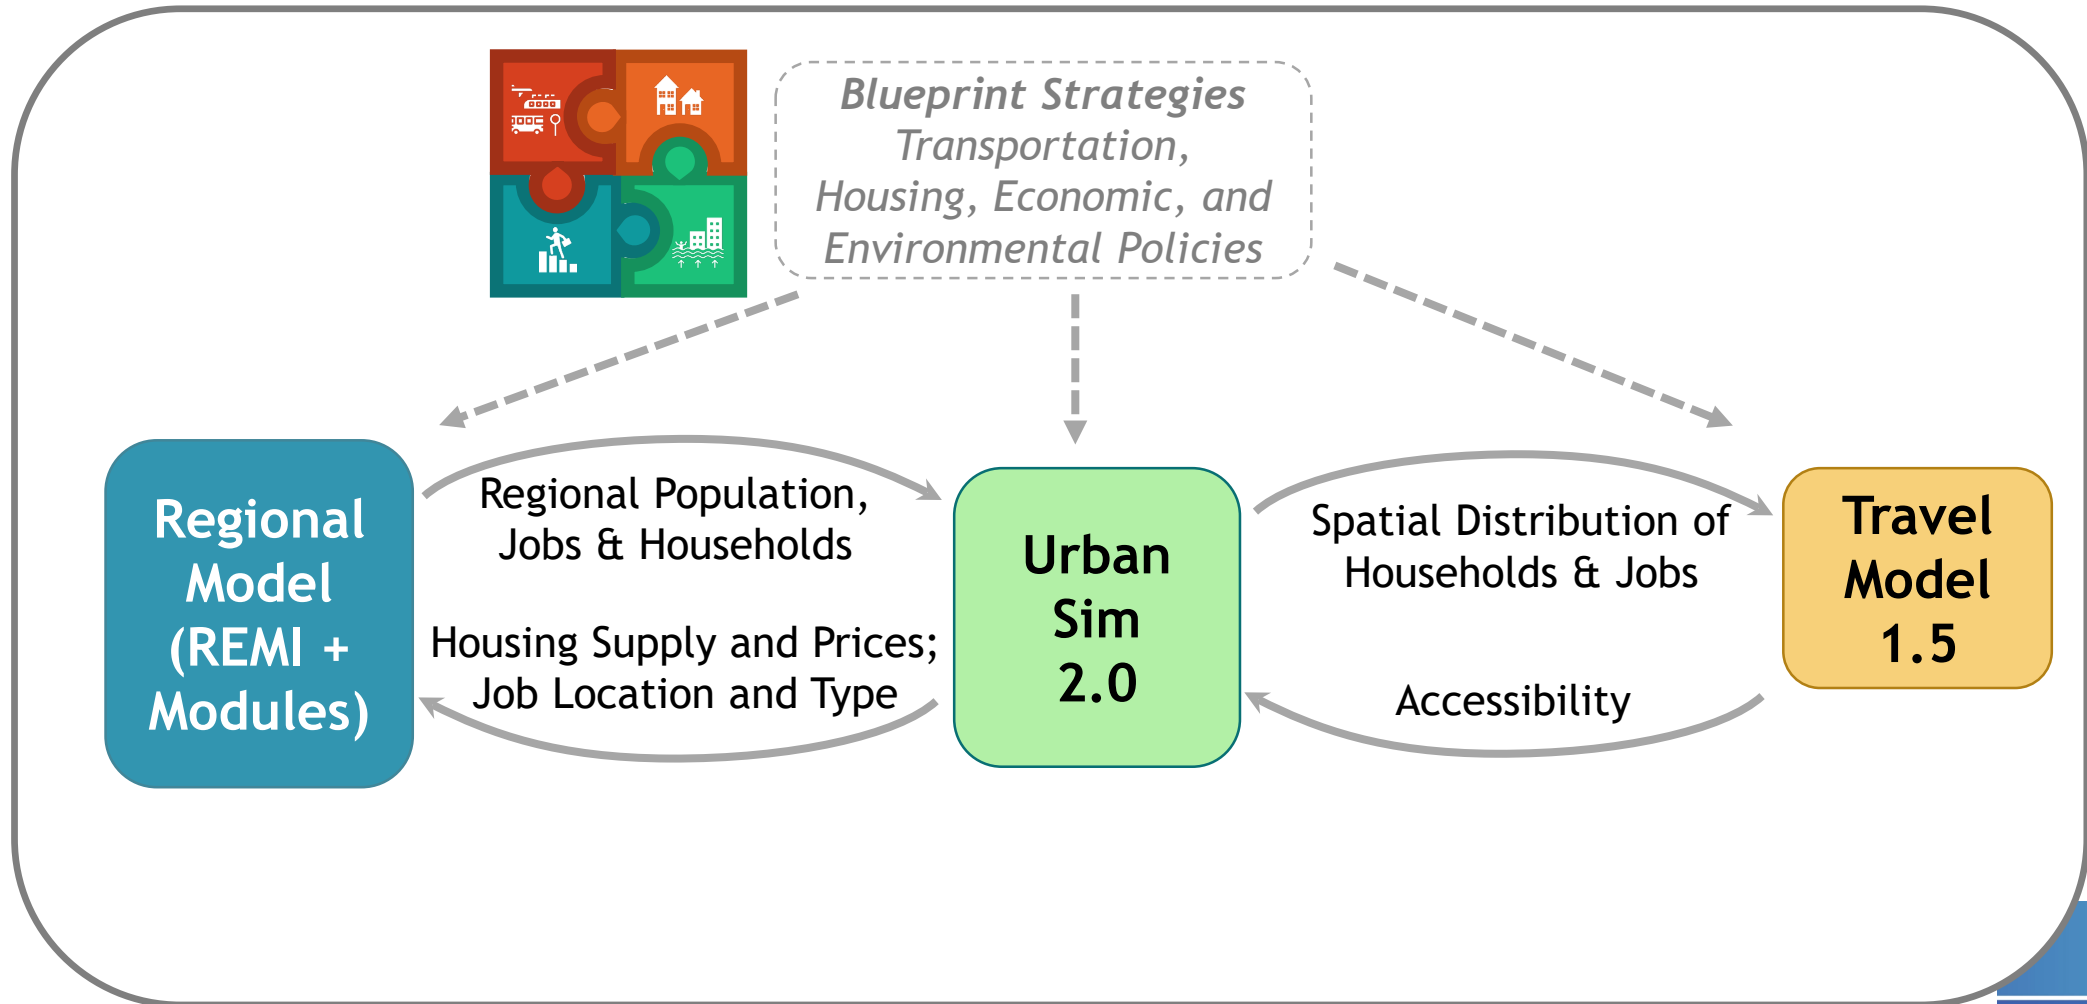 Blueprint Strategies
Transportation,
Housing, Economic, and
Environmental Policies
Regional
Model
(REMI +
Modules)
Regional Population,
Jobs & Households
Housing Supply and Prices;
Job Location and Type
Urban
Sim
2.0
Spatial Distribution of
Households & Jobs
Accessibility
Travel
Model
1.5